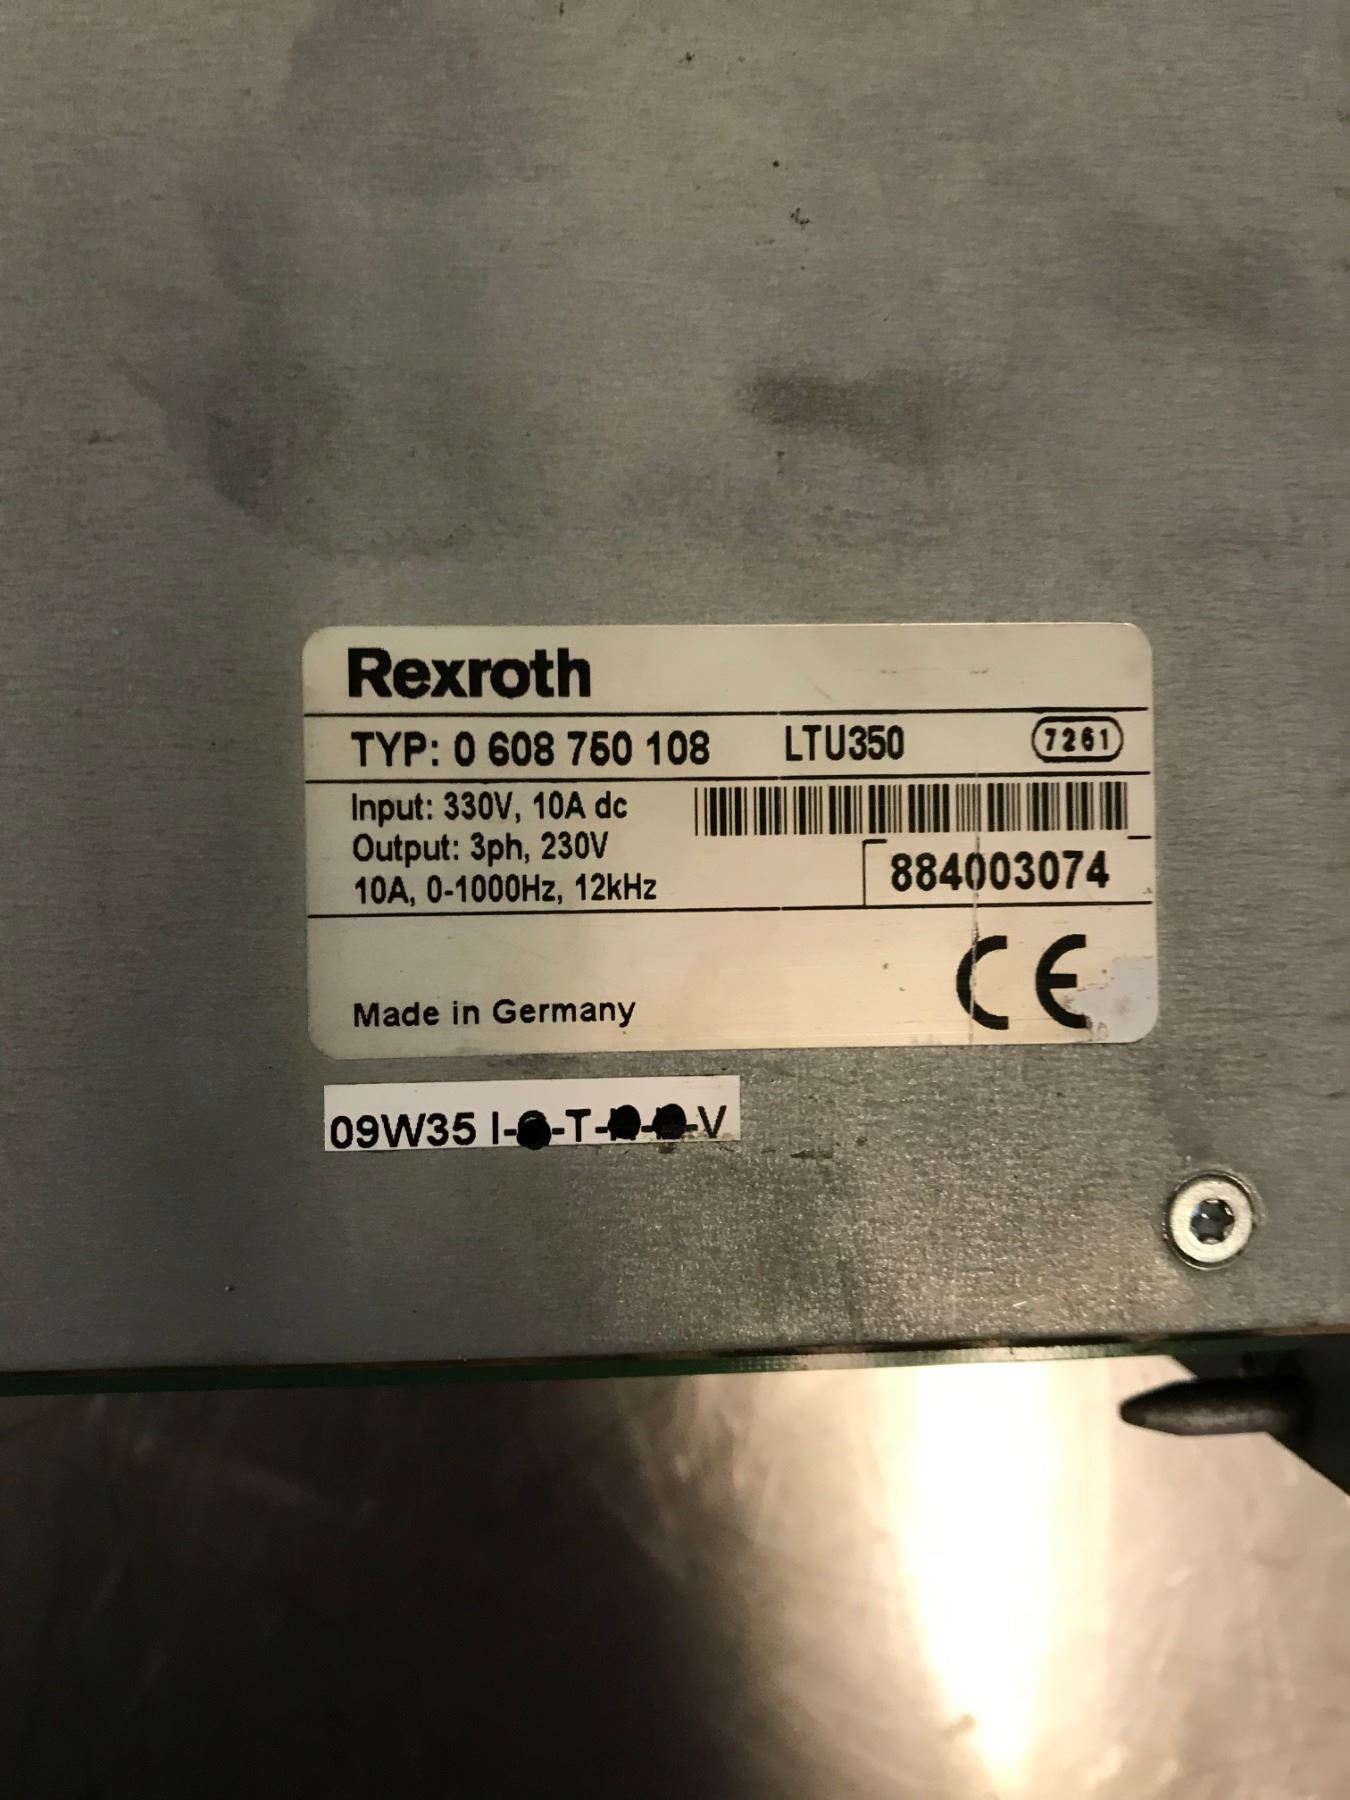 Rexroth
TYP: 0 608 750 108 LTU350 7261
Input: 330V, 10A dc
Output: 3ph, 230V
10A, 0-1000Hz, 12kHz
884003074
CE
Made in Germany
09W35 I- -T- - -V